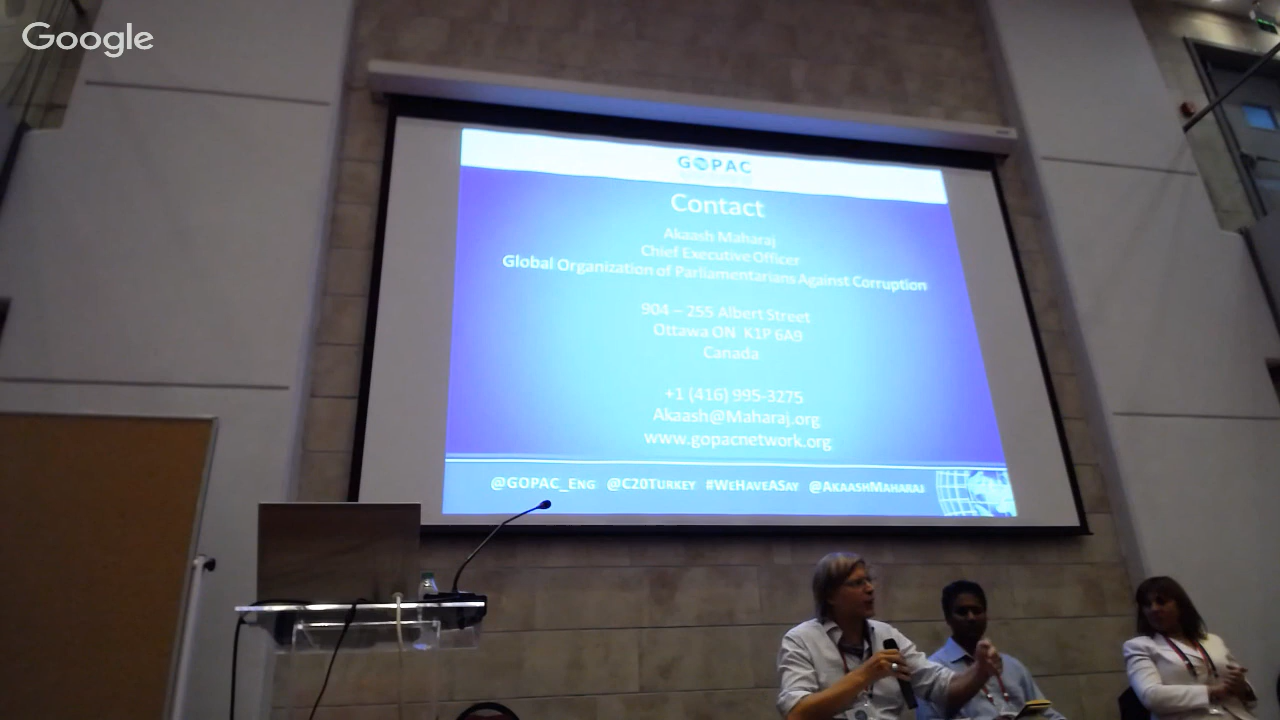 Google
GOPAC
Contact
Akaash Maharaj
Chief Executive Officer
Global Organization of Parliamentarians Against Corruption
904 – 255 Albert Street
Ottawa ON K1P 6A9
Canada
+1 (416) 995-3275
Akaash@Maharaj.org
www.gopacnetwork.org
@GOPAC_Eng @C20Turkey #WeHaveASay @AkaashMaharaj